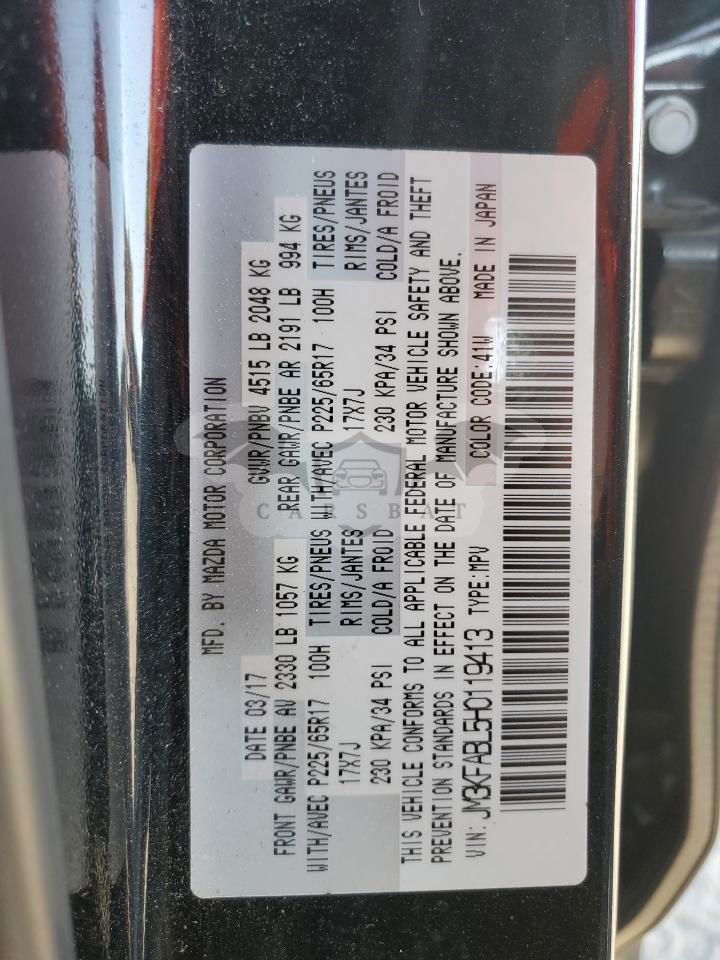 MFD. BY MAZDA MOTOR CORPORATION
DATE 03/17 GVWR/PNBV 4515 LB 2048 KG
FRONT GAWR/PNBE AV 2330 LB 1057 KG REAR GAWR/PNBE AR 2191 LB 994 KG
WITH/AVEC P225/65R17 100H TIRES/PNEUS WITH/AVEC P225/65R17 100H TIRES/PNEUS
17X7J RIMS/JANTES 17X7J RIMS/JANTES
230 KPA/34 PSI COLD/A FROID 230 KPA/34 PSI COLD/A FROID
THIS VEHICLE CONFORMS TO ALL APPLICABLE FEDERAL MOTOR VEHICLE SAFETY AND THEFT
PREVENTION STANDARDS IN EFFECT ON THE DATE OF MANUFACTURE SHOWN ABOVE.
VIN: JM3KFABL5H0119413 TYPE:MPV COLOR CODE:41W MADE IN JAPAN
CARSBAT